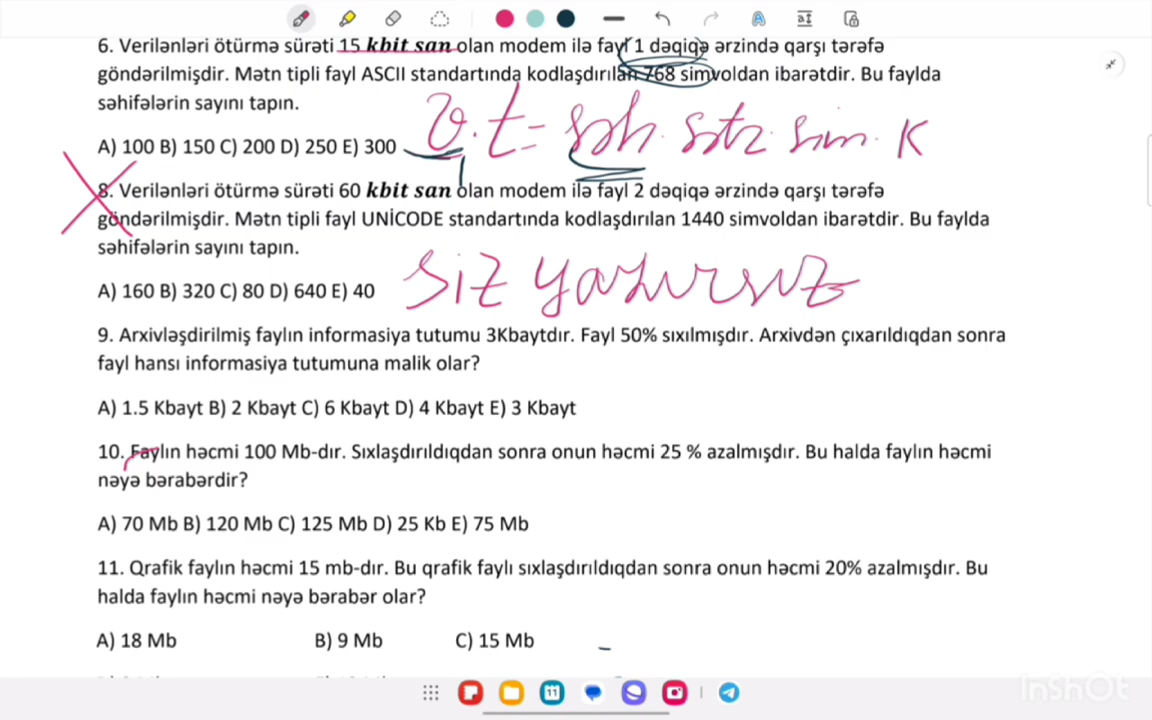 6. Verilənləri ötürmə sürəti 15 kbit san olan modem ilə fayl 1 dəqiqə ərzində qarşı tərəfə
göndərilmişdir. Mətn tipli fayl ASCII standartında kodlaşdırılan 768 simvoldan ibarətdir. Bu faylda
səhifələrin sayını tapın.
v.t = səh. sətr. sim. K
A) 100 B) 150 C) 200 D) 250 E) 300
8. Verilənləri ötürmə sürəti 60 kbit san olan modem ilə fayl 2 dəqiqə ərzində qarşı tərəfə
göndərilmişdir. Mətn tipli fayl UNİCODE standartında kodlaşdırılan 1440 simvoldan ibarətdir. Bu faylda
səhifələrin sayını tapın.
siz yazırsız
A) 160 B) 320 C) 80 D) 640 E) 40
9. Arxivləşdirilmiş faylın informasiya tutumu 3Kbaytdır. Fayl 50% sıxılmışdır. Arxivdən çıxarıldıqdan sonra
fayl hansı informasiya tutumuna malik olar?
A) 1.5 Kbayt B) 2 Kbayt C) 6 Kbayt D) 4 Kbayt E) 3 Kbayt
10. Faylın həcmi 100 Mb-dır. Sıxlaşdırıldıqdan sonra onun həcmi 25 % azalmışdır. Bu halda faylın həcmi
nəyə bərabərdir?
A) 70 Mb B) 120 Mb C) 125 Mb D) 25 Kb E) 75 Mb
11. Qrafik faylın həcmi 15 mb-dır. Bu qrafik faylı sıxlaşdırıldıqdan sonra onun həcmi 20% azalmışdır. Bu
halda faylın həcmi nəyə bərabər olar?
A) 18 Mb B) 9 Mb C) 15 Mb
InShOt